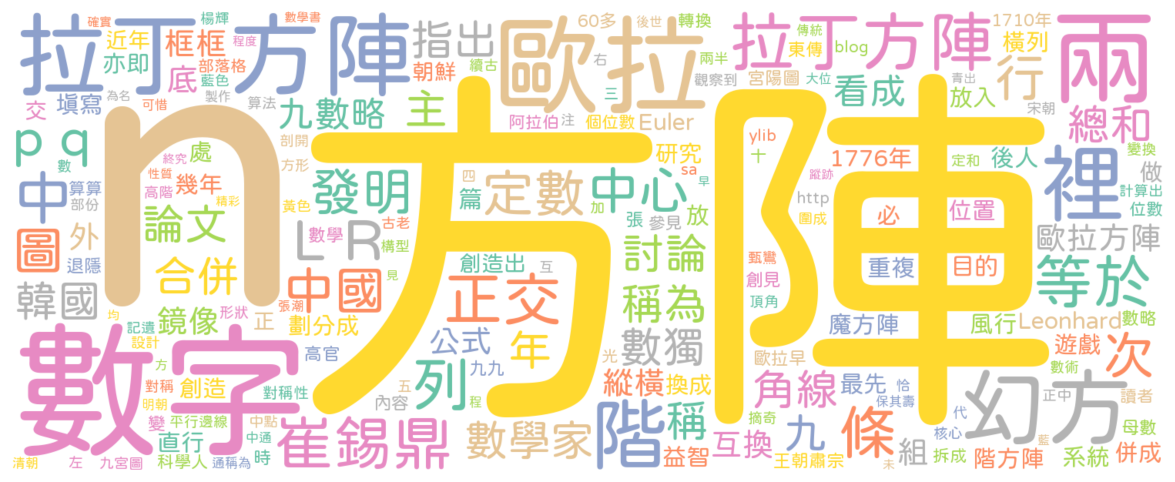 拉丁方陣
歐拉
拉丁方陣
兩
方陣
n
數字
幻方
裡
行
指出
近年
框框
亦即
底
部落格
藍色
楊輝
確實
數學書
程度
朝鮮
續古
60多
後世
轉換
右
兩半
三
觀察到
傳統
東傳
blog
宮陽圖
大位
1710年
橫列
看成
青出
放入
宋朝
總和
交
填寫
為名
可惜
製作
算法
九數略
主
阿拉伯
注
個位數
Euler
ylib
十
1776年
定和
後人
變換
做
計算出
位數
p q
數
處
剖開
方形
發明
四
篇
研究
sa
早
定數
中心
加
張
放
參見
http
圍成
蹤跡
必
位置
中
算算
部份
終究
性質
高階
幾年
精彩
黃色
論文
L R
數學
古老
構型
見
圖
外
退隱
合併
中國
創造出
互
正交
討論
稱為
甄鸞
創見
頂角
重複
目的
歐拉方陣
等於
韓國
鏡像
形狀
正
張潮
劃分成
均
記遺
設計
方
公式
年
數獨
光
魔方陣
風行
Leonhard
數略
歐拉早
遊戲
次
高官
九九
列
程
五
內容
縱橫
換成
角線
最先
恰
保其壽
數術
正中
讀者
對稱
創造
對稱性
明朝
平行邊線
變
直行
中點
中通
時
崔錫鼎
數學家
階
稱
益智
互換
摘奇
九
條
組
代
核心
拆成
未
藍
階方陣
母數
系統
併成
清朝
左
九宮圖
科學人
通稱為
王朝肅宗